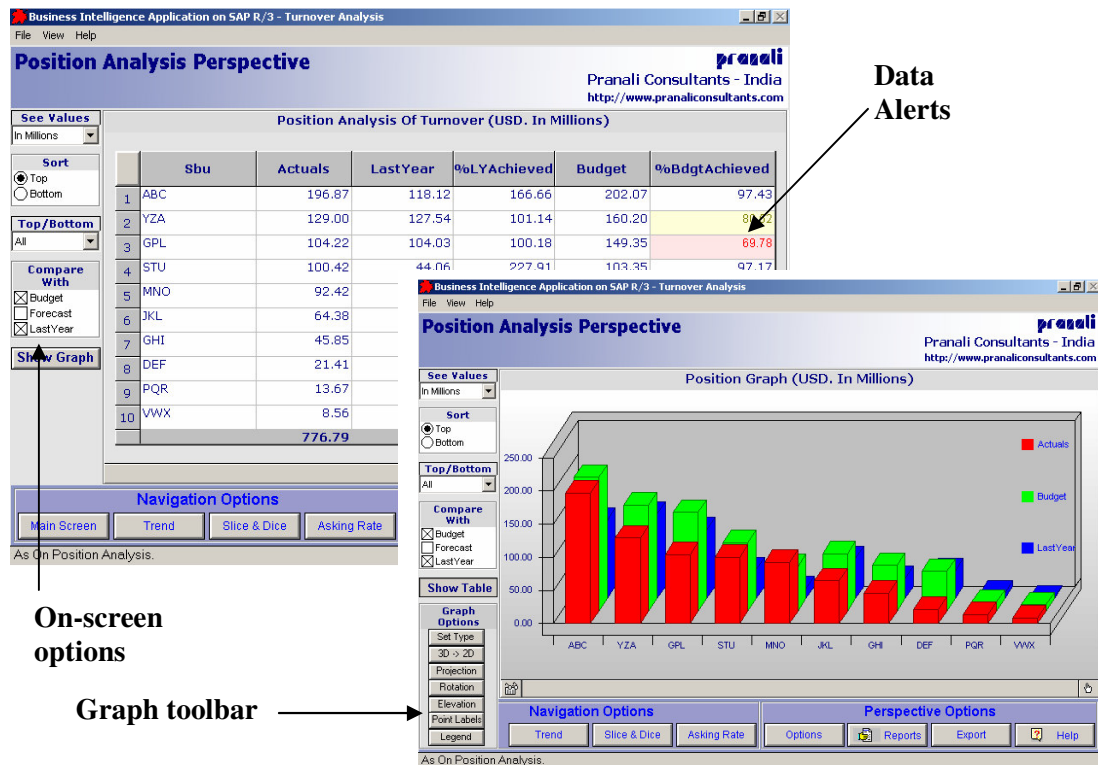 Business Intelligence Application on SAP R/3 - Turnover Analysis
File View Help
Position Analysis Perspective
pranali
Pranali Consultants - India
http://www.pranaliconsultants.com
Data
Alerts
See Values
In Millions
Sort
Top
Bottom
Top/Bottom
All
Compare
With
Budget
Forecast
LastYear
Show Graph
Position Analysis Of Turnover (USD. In Millions)
Sbu Actuals LastYear %LYAchieved Budget %BdgtAchieved
1 ABC 196.87 118.12 166.66 202.07 97.43
2 YZA 129.00 127.54 101.14 160.20
3 GPL 104.22 104.03 100.18 149.35 69.78
4 STU 100.42 44.06 227.91 103.35 97.17
5 MNO 92.42
6 JKL 64.38
7 GHI 45.85
8 DEF 21.41
9 PQR 13.67
10 VWX 8.56
776.79
Navigation Options
Main Screen Trend Slice & Dice Asking Rate
As On Position Analysis.
On-screen
options
Graph toolbar
Business Intelligence Application on SAP R/3 - Turnover Analysis
File View Help
Position Analysis Perspective
pranali
Pranali Consultants - India
http://www.pranaliconsultants.com
See Values
In Millions
Sort
Top
Bottom
Top/Bottom
All
Compare
With
Budget
Forecast
LastYear
Show Table
Graph
Options
Set Type
3D -> 2D
Projection
Rotation
Elevation
Point Labels
Legend
Position Graph (USD. In Millions)
250.00
200.00
150.00
100.00
50.00
0.00
ABC YZA GPL STU MNO JKL GHI DEF PQR VWX
Actuals
Budget
LastYear
Navigation Options
Trend Slice & Dice Asking Rate
Perspective Options
Options Reports Export Help
As On Position Analysis.